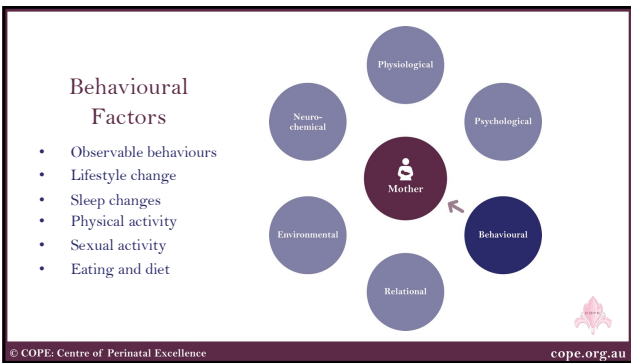 Behavioural
Factors
• Observable behaviours
• Lifestyle change
• Sleep changes
• Physical activity
• Sexual activity
• Eating and diet
Physiological
Neuro-
chemical
Psychological
Mother
Environmental
Behavioural
Relational
COPE
© COPE: Centre of Perinatal Excellence
cope.org.au